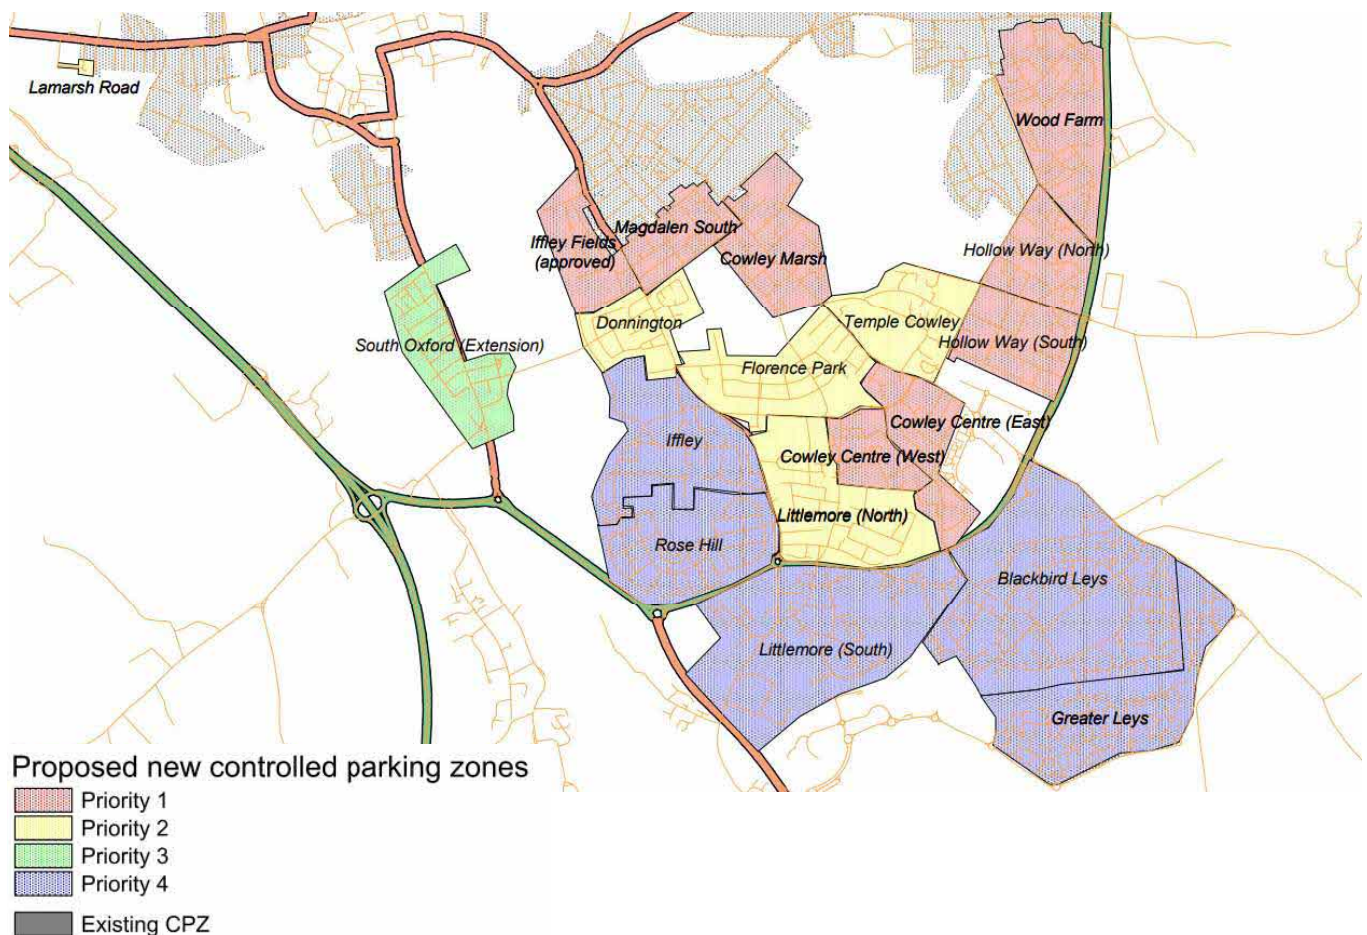 Lamarsh Road
Wood Farm
Magdalen South
Iffley Fields
(approved)
Cowley Marsh
Hollow Way (North)
Donnington
Temple Cowley
South Oxford (Extension)
Hollow Way (South)
Florence Park
Cowley Centre (East)
Iffley
Cowley Centre (West)
Littlemore (North)
Rose Hill
Blackbird Leys
Littlemore (South)
Greater Leys
Proposed new controlled parking zones
Priority 1
Priority 2
Priority 3
Priority 4
Existing CPZ